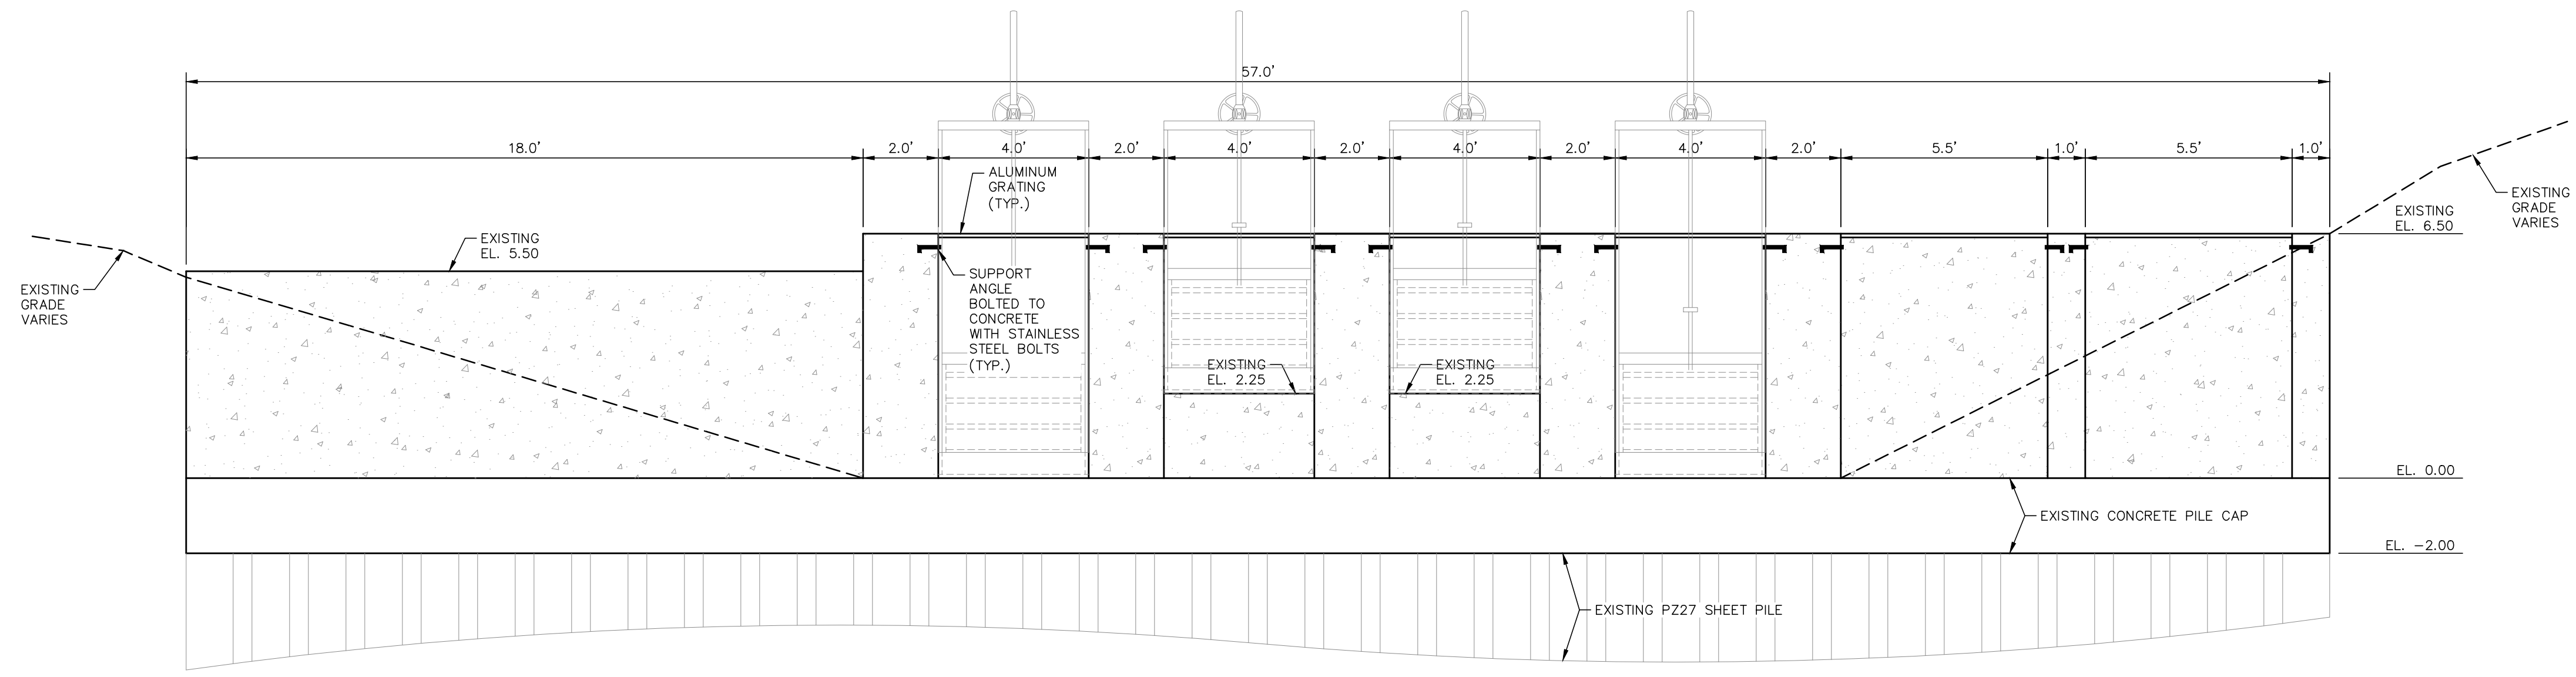 57.0'
18.0'
2.0'
4.0'
2.0'
4.0'
2.0'
4.0'
2.0'
4.0'
2.0'
5.5'
1.0'
5.5'
1.0'
ALUMINUM
GRATING
(TYP.)
EXISTING
GRADE
VARIES
EXISTING
EL. 6.50
EXISTING
EL. 5.50
EXISTING
GRADE
VARIES
SUPPORT
ANGLE
BOLTED TO
CONCRETE
WITH STAINLESS
STEEL BOLTS
(TYP.)
EXISTING
EL. 2.25
EXISTING
EL. 2.25
EL. 0.00
EXISTING CONCRETE PILE CAP
EL. -2.00
EXISTING PZ27 SHEET PILE